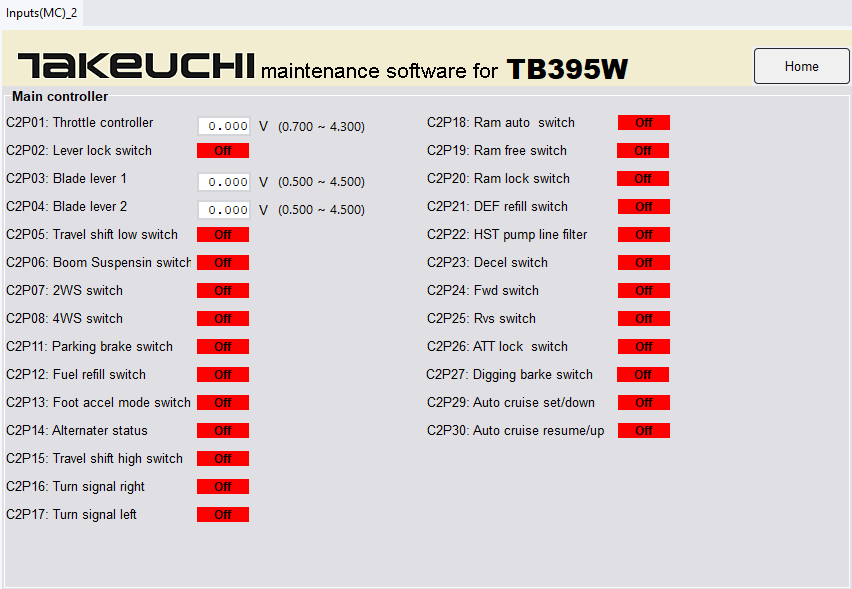 Inputs(MC)_2
TAKEUCHI maintenance software for TB395W
Home
Main controller
C2P01: Throttle controller 0.000 V (0.700 ~ 4.300)
C2P02: Lever lock switch Off
C2P03: Blade lever 1 0.000 V (0.500 ~ 4.500)
C2P04: Blade lever 2 0.000 V (0.500 ~ 4.500)
C2P05: Travel shift low switch Off
C2P06: Boom Suspensin switch Off
C2P07: 2WS switch Off
C2P08: 4WS switch Off
C2P11: Parking brake switch Off
C2P12: Fuel refill switch Off
C2P13: Foot accel mode switch Off
C2P14: Alternater status Off
C2P15: Travel shift high switch Off
C2P16: Turn signal right Off
C2P17: Turn signal left Off
C2P18: Ram auto  switch Off
C2P19: Ram free switch Off
C2P20: Ram lock switch Off
C2P21: DEF refill switch Off
C2P22: HST pump line filter Off
C2P23: Decel switch Off
C2P24: Fwd switch Off
C2P25: Rvs switch Off
C2P26: ATT lock  switch Off
C2P27: Digging barke switch Off
C2P29: Auto cruise set/down Off
C2P30: Auto cruise resume/up Off